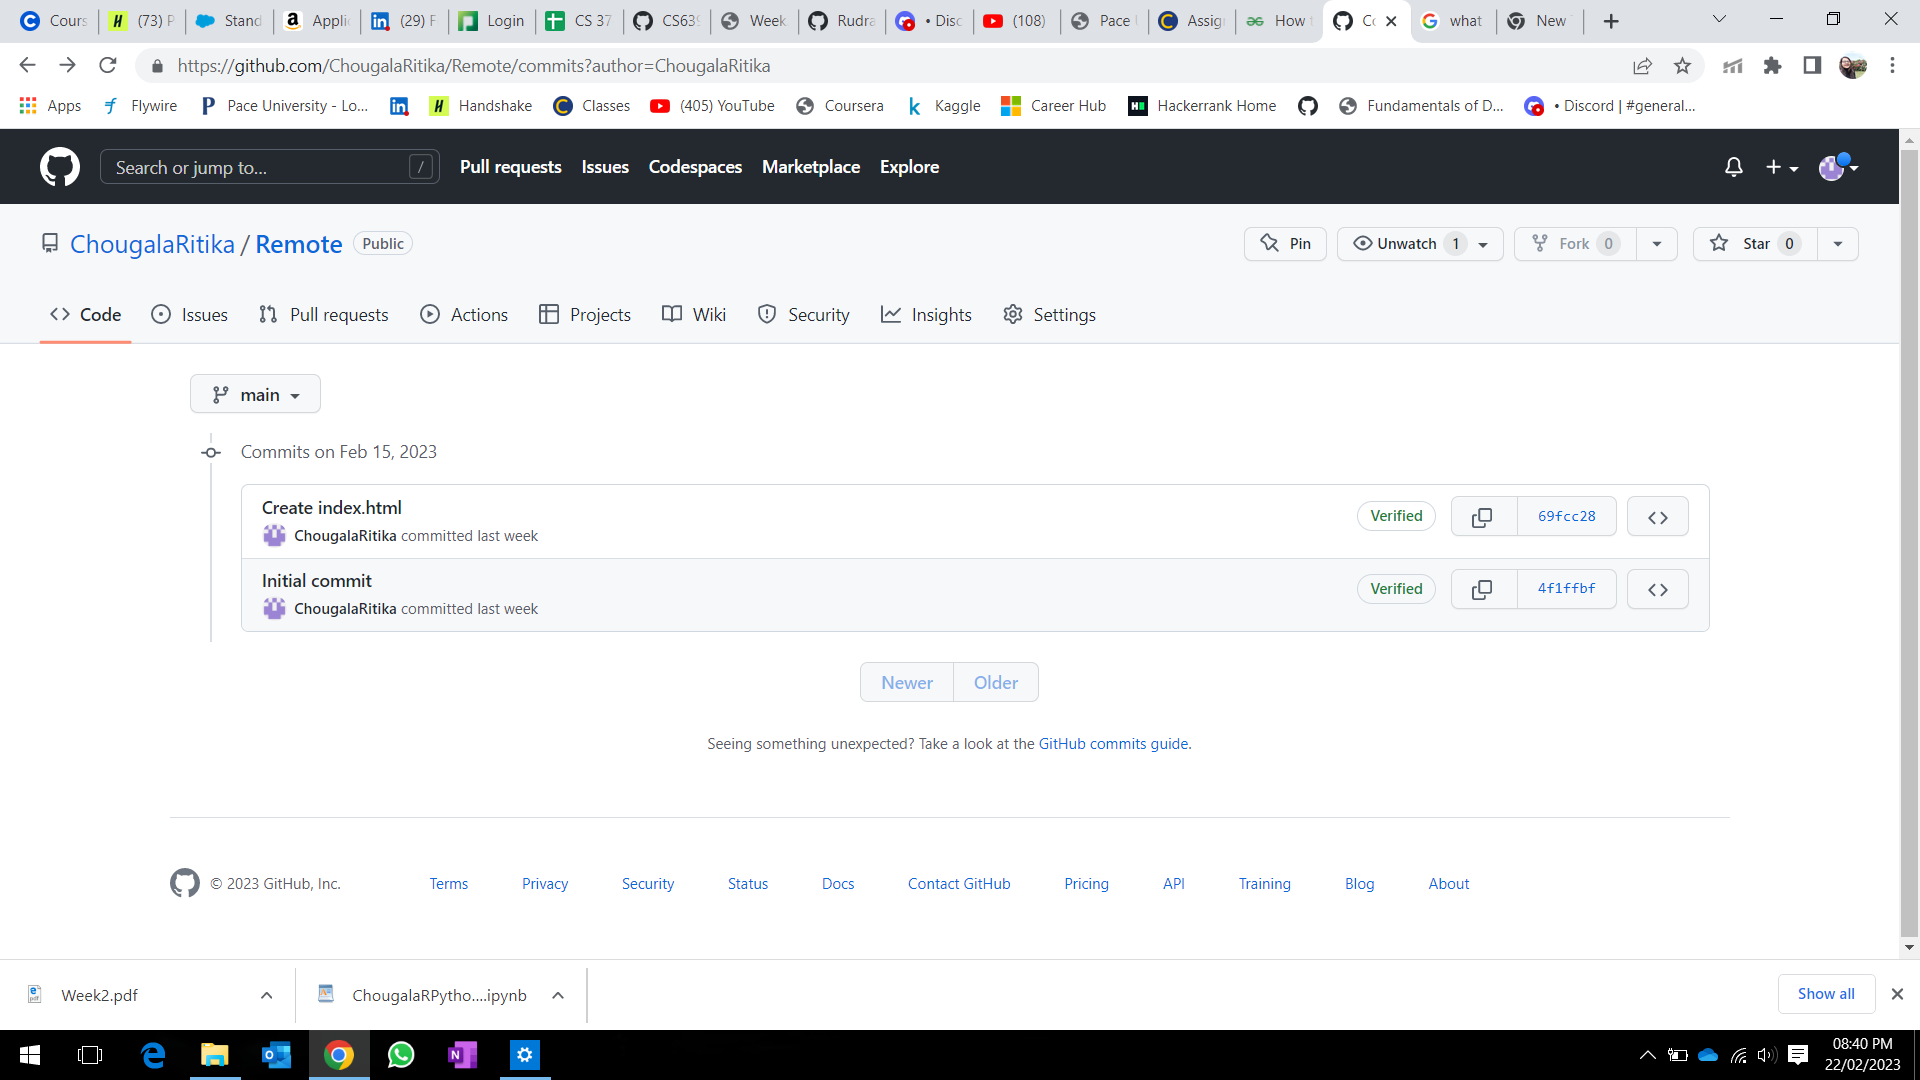 Cours (73) P Stand Applic (29) F Login CS 37 CS639 Week. Rudra • Disc (108) Pace Assig How t Co what New
https://github.com/ChougalaRitika/Remote/commits?author=ChougalaRitika
Apps Flywire Pace University - Lo... Handshake Classes (405) YouTube Coursera Kaggle Career Hub Hackerrank Home Fundamentals of D... • Discord | #general...
Search or jump to... / Pull requests Issues Codespaces Marketplace Explore
ChougalaRitika / Remote Public Pin Unwatch 1 Fork 0 Star 0
Code Issues Pull requests Actions Projects Wiki Security Insights Settings
main
Commits on Feb 15, 2023
Create index.html
Verified 69fcc28
ChougalaRitika committed last week
Initial commit
Verified 4f1ffbf
ChougalaRitika committed last week
Newer Older
Seeing something unexpected? Take a look at the GitHub commits guide.
© 2023 GitHub, Inc. Terms Privacy Security Status Docs Contact GitHub Pricing API Training Blog About
Week2.pdf ChougalaRPytho....ipynb Show all
08:40 PM
22/02/2023